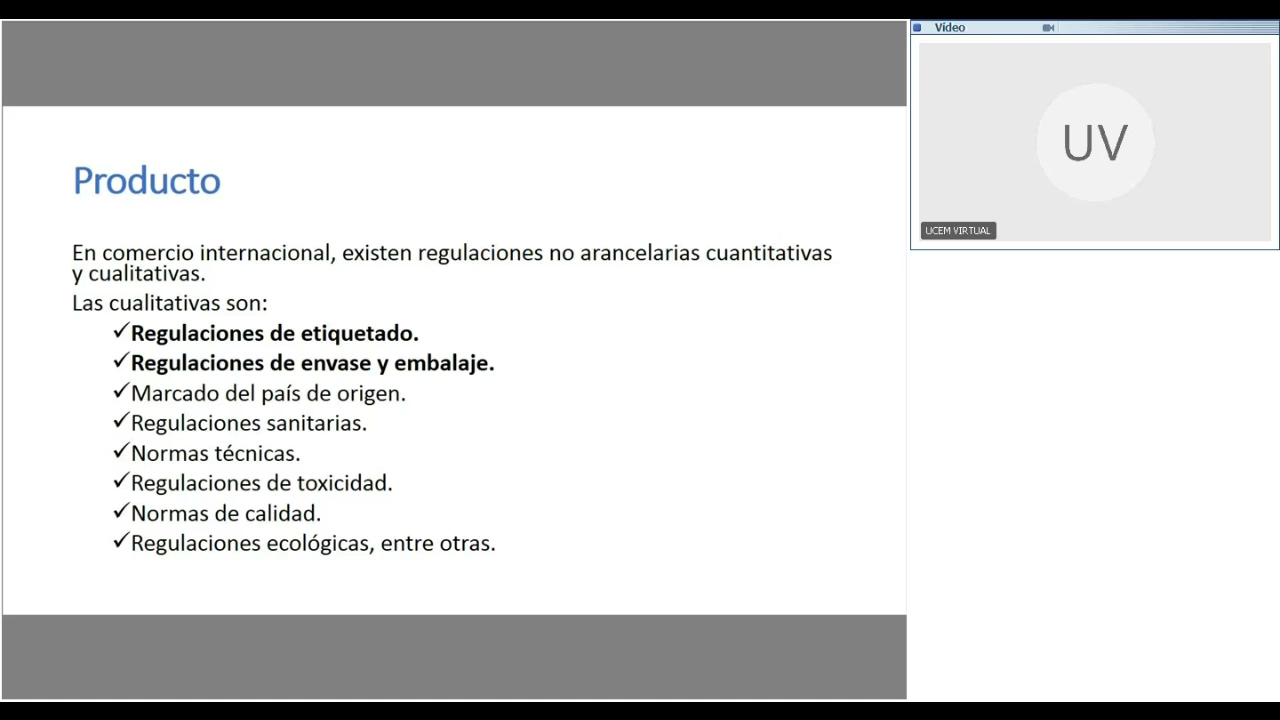 Vídeo
UV
UCEM VIRTUAL
Producto
En comercio internacional, existen regulaciones no arancelarias cuantitativas
y cualitativas.
Las cualitativas son:
✓Regulaciones de etiquetado.
✓Regulaciones de envase y embalaje.
✓Marcado del país de origen.
✓Regulaciones sanitarias.
✓Normas técnicas.
✓Regulaciones de toxicidad.
✓Normas de calidad.
✓Regulaciones ecológicas, entre otras.